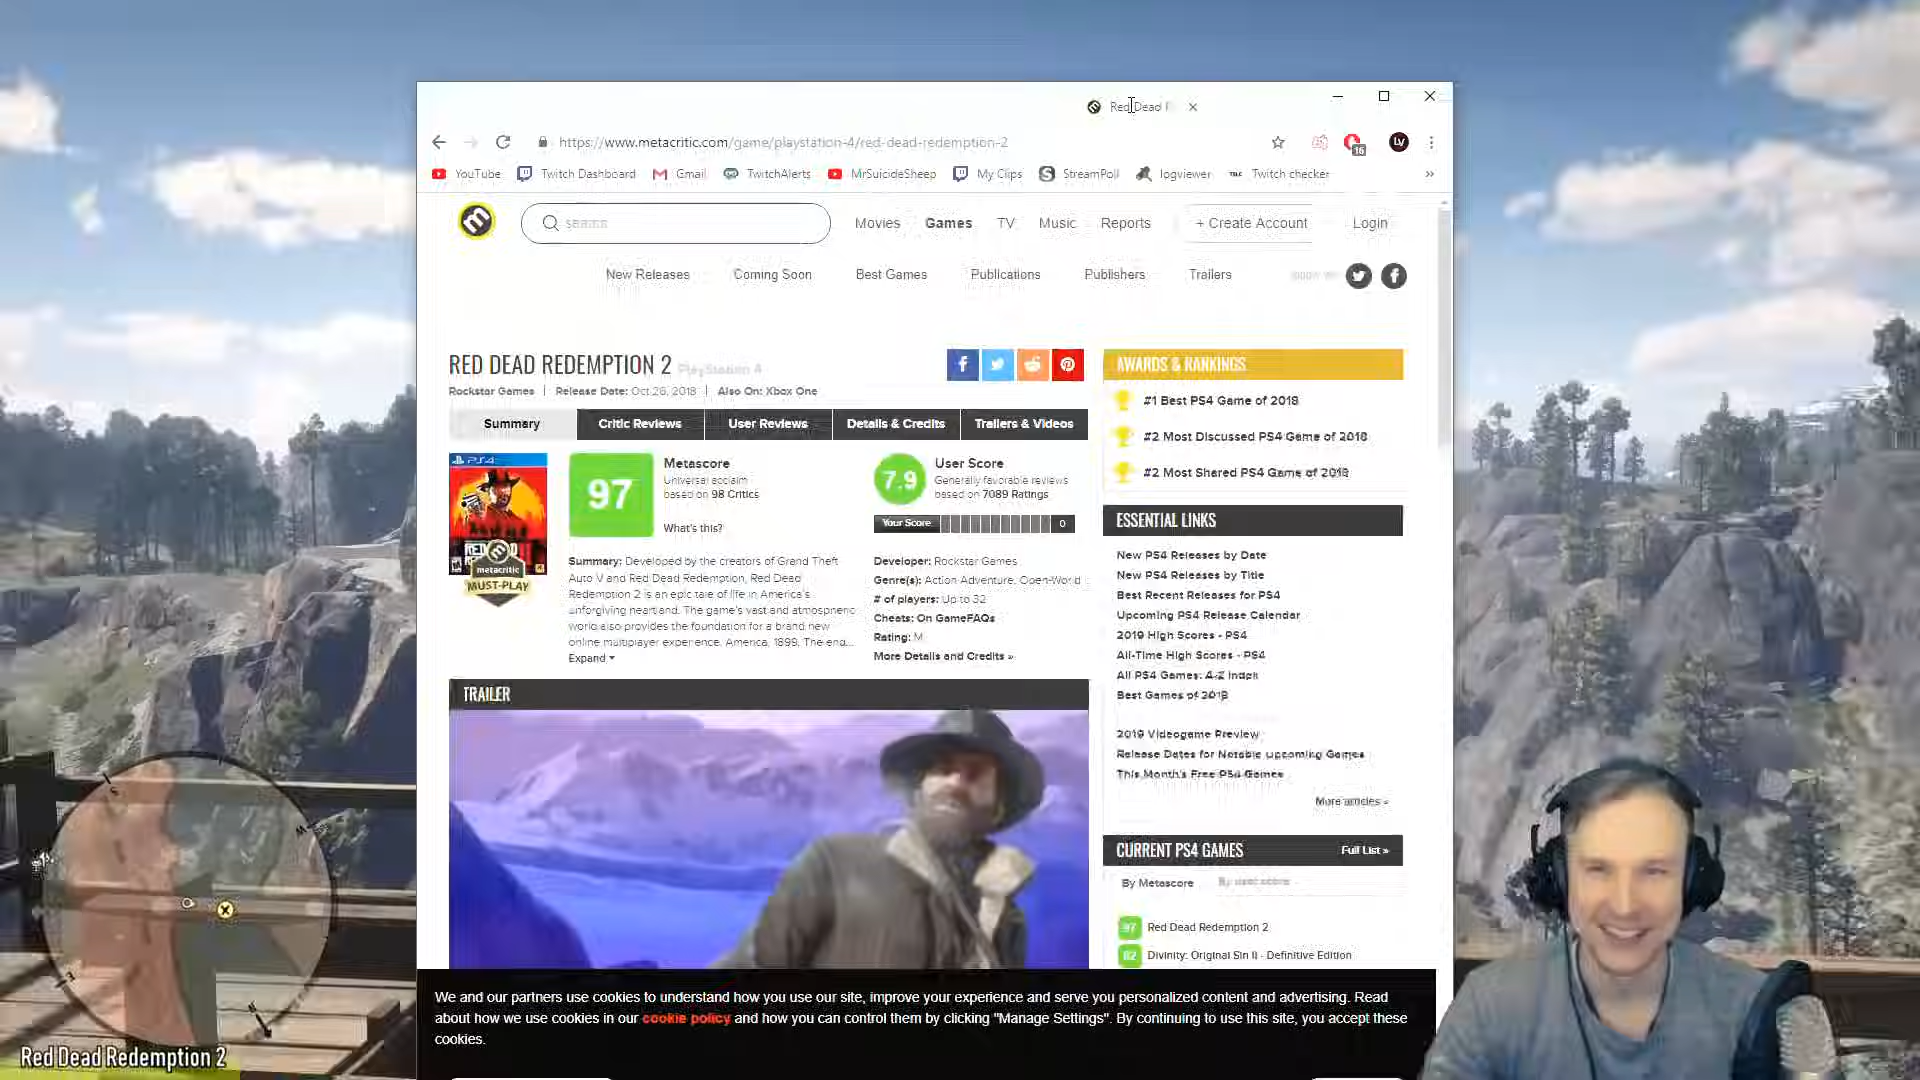 Red Dead R
https://www.metacritic.com/game/playstation-4/red-dead-redemption-2
16
LV
YouTube
Twitch Dashboard
Gmail
TwitchAlerts
MrSuicideSheep
My Clips
StreamPoll
logviewer
Twitch checker
»
m
search
Movies
Games
TV
Music
Reports
+ Create Account
Login
New Releases
Coming Soon
Best Games
Publications
Publishers
Trailers
RED DEAD REDEMPTION 2 PlayStation 4
Rockstar Games | Release Date: Oct 26, 2018 | Also On: Xbox One
Summary
Critic Reviews
User Reviews
Details & Credits
Trailers & Videos
PS4
metacritic
MUST-PLAY
97
Metascore
Universal acclaim
based on 98 Critics
What's this?
7.9
User Score
Generally favorable reviews
based on 7089 Ratings
Your Score
0
Summary: Developed by the creators of Grand Theft
Auto V and Red Dead Redemption, Red Dead
Redemption 2 is an epic tale of life in America's
unforgiving heartland. The game's vast and atmospheric
world also provides the foundation for a brand new
online multiplayer experience. America, 1899. The end...
Expand
Developer: Rockstar Games
Genre(s): Action Adventure, Open-World
# of players: Up to 32
Cheats: On GameFAQs
Rating: M
More Details and Credits »
TRAILER
AWARDS & RANKINGS
#1 Best PS4 Game of 2018
#2 Most Discussed PS4 Game of 2018
#2 Most Shared PS4 Game of 2018
ESSENTIAL LINKS
New PS4 Releases by Date
New PS4 Releases by Title
Best Recent Releases for PS4
Upcoming PS4 Release Calendar
2019 High Scores - PS4
All-Time High Scores - PS4
All PS4 Games: A-Z Index
Best Games of 2018
2019 Videogame Preview
Release Dates for Notable Upcoming Games
This Month's Free PS4 Games
More articles »
CURRENT PS4 GAMES
Full List »
By Metascore
By user score
97 Red Dead Redemption 2
82 Divinity: Original Sin II - Definitive Edition
We and our partners use cookies to understand how you use our site, improve your experience and serve you personalized content and advertising. Read
about how we use cookies in our cookie policy and how you can control them by clicking "Manage Settings". By continuing to use this site, you accept these
cookies.
Red Dead Redemption 2